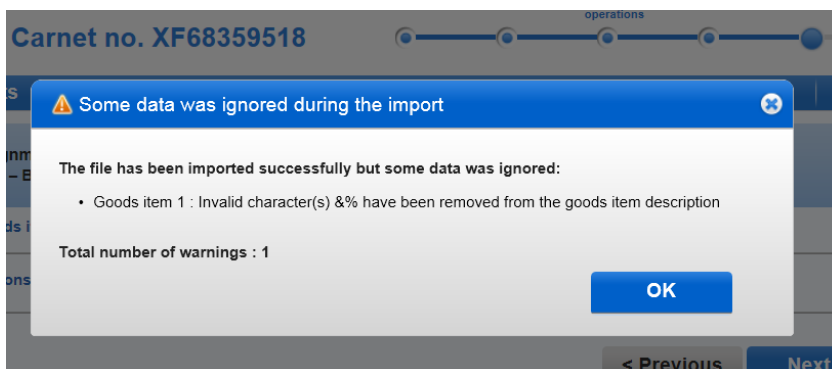 operations
Carnet no. XF68359518
Some data was ignored during the import
The file has been imported successfully but some data was ignored:
• Goods item 1 : Invalid character(s) &% have been removed from the goods item description
Total number of warnings : 1
OK
< Previous
Next